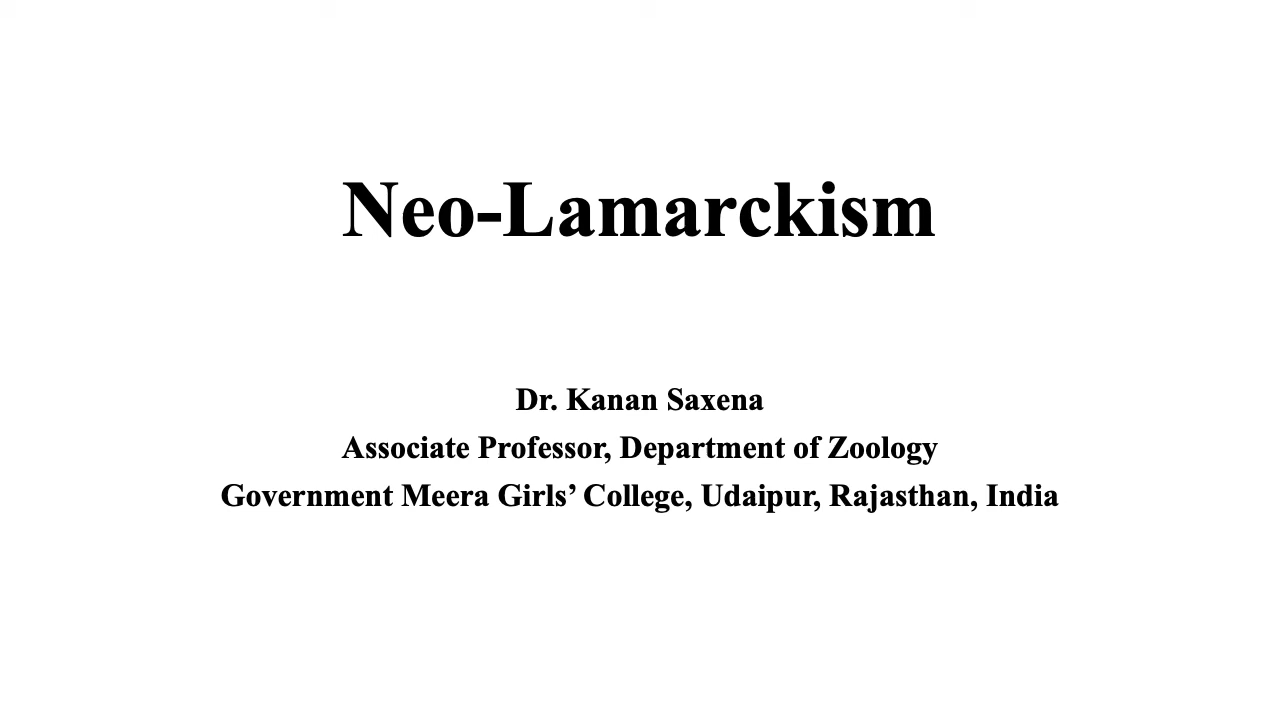 Neo-Lamarckism
Dr. Kanan Saxena
Associate Professor, Department of Zoology
Government Meera Girls’ College, Udaipur, Rajasthan, India